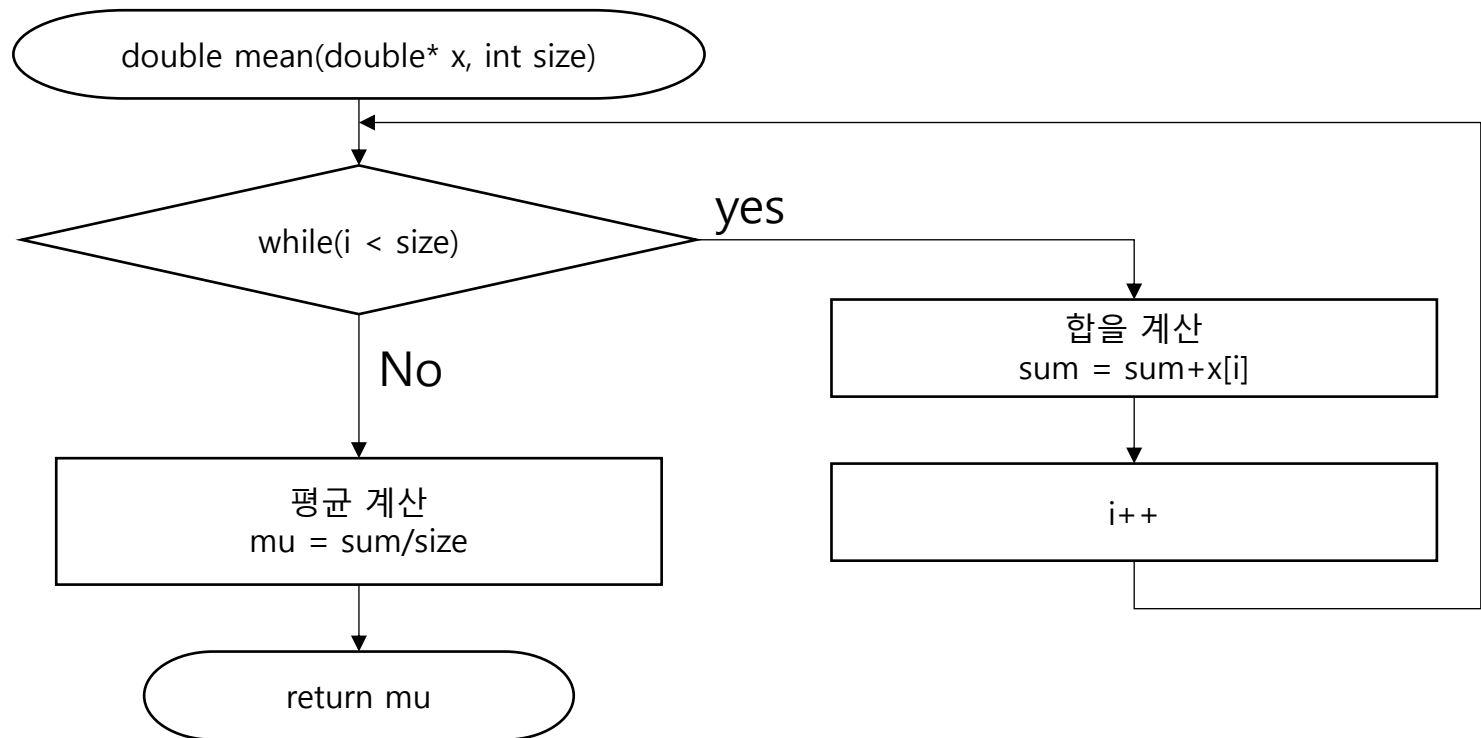 double mean(double* x, int size)
while(i < size)
yes
No
합을 계산
sum = sum+x[i]
i++
평균 계산
mu = sum/size
return mu